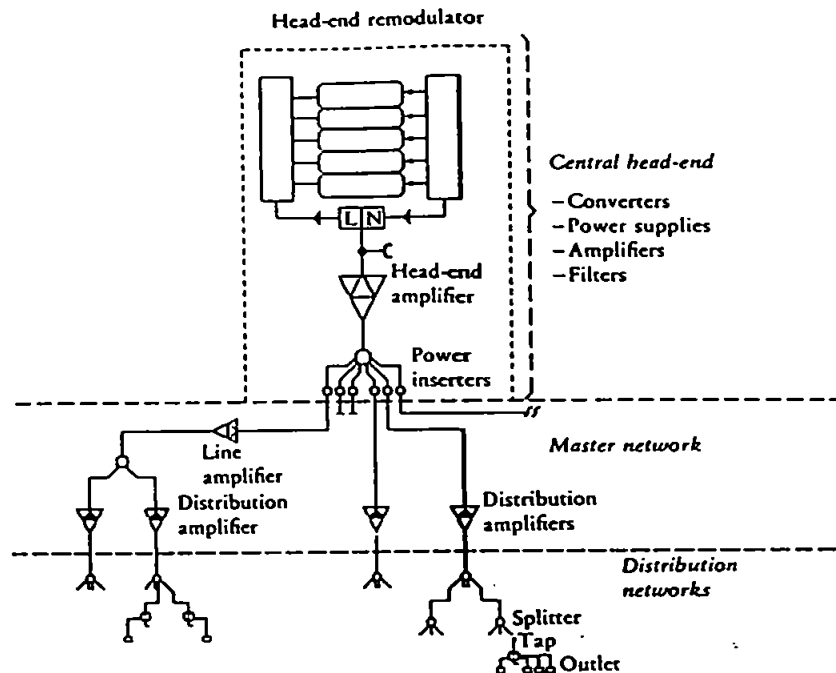 Head-end remodulator
Central head-end
–Converters
–Power supplies
–Amplifiers
–Filters
L N
Head-end
amplifier
Power
inserters
Master network
Line
amplifier
Distribution
amplifier
Distribution
amplifiers
Distribution
networks
Splitter
Tap
Outlet